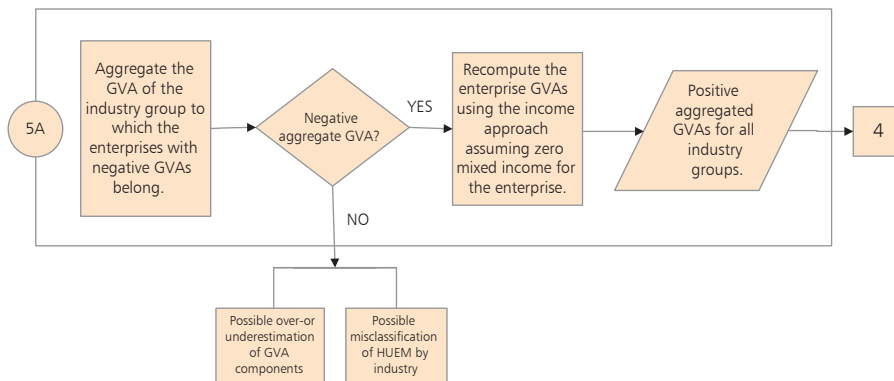 5A
Aggregate the
GVA of the
industry group to
which the
enterprises with
negative GVAs
belong.
Negative
aggregate GVA?
YES
NO
Recompute the
enterprise GVAs
using the income
approach
assuming zero
mixed income for
the enterprise.
Positive
aggregated
GVAs for all
industry
groups.
4
Possible over-or
underestimation
of GVA
components
Possible
misclassification
of HUEM by
industry